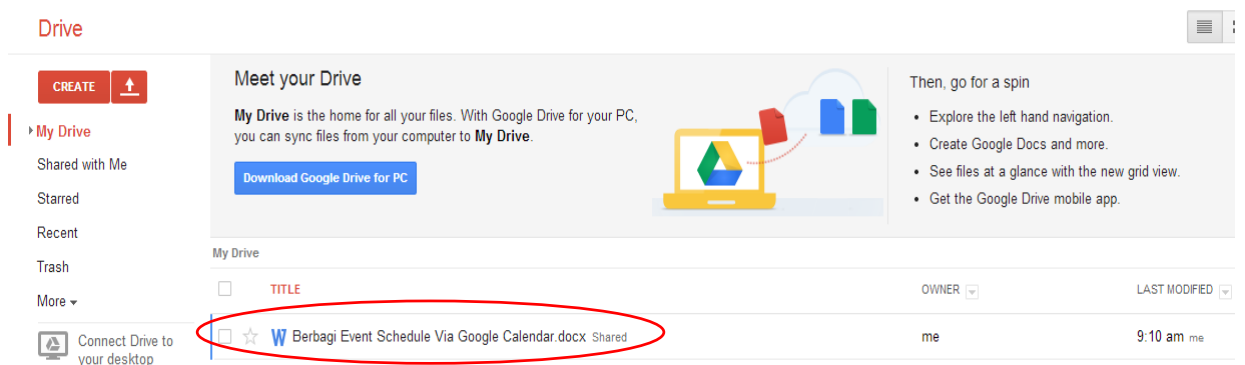 Drive
CREATE
My Drive
Shared with Me
Starred
Recent
Trash
More
Connect Drive to
your desktop
Meet your Drive
My Drive is the home for all your files. With Google Drive for your PC,
you can sync files from your computer to My Drive.
Download Google Drive for PC
Then, go for a spin
• Explore the left hand navigation.
• Create Google Docs and more.
• See files at a glance with the new grid view.
• Get the Google Drive mobile app.
My Drive
TITLE OWNER LAST MODIFIED
W Berbagi Event Schedule Via Google Calendar.docx Shared me 9:10 am me